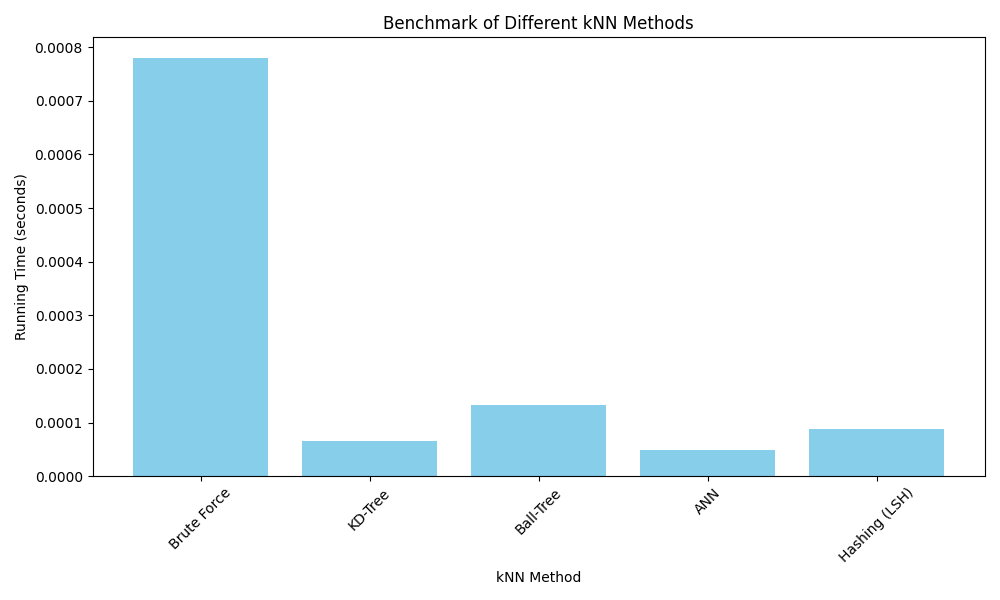 Benchmark of Different kNN Methods
Running Time (seconds)
0.0008
0.0007
0.0006
0.0005
0.0004
0.0003
0.0002
0.0001
0.0000
Brute Force
KD-Tree
Ball-Tree
ANN
Hashing (LSH)
kNN Method